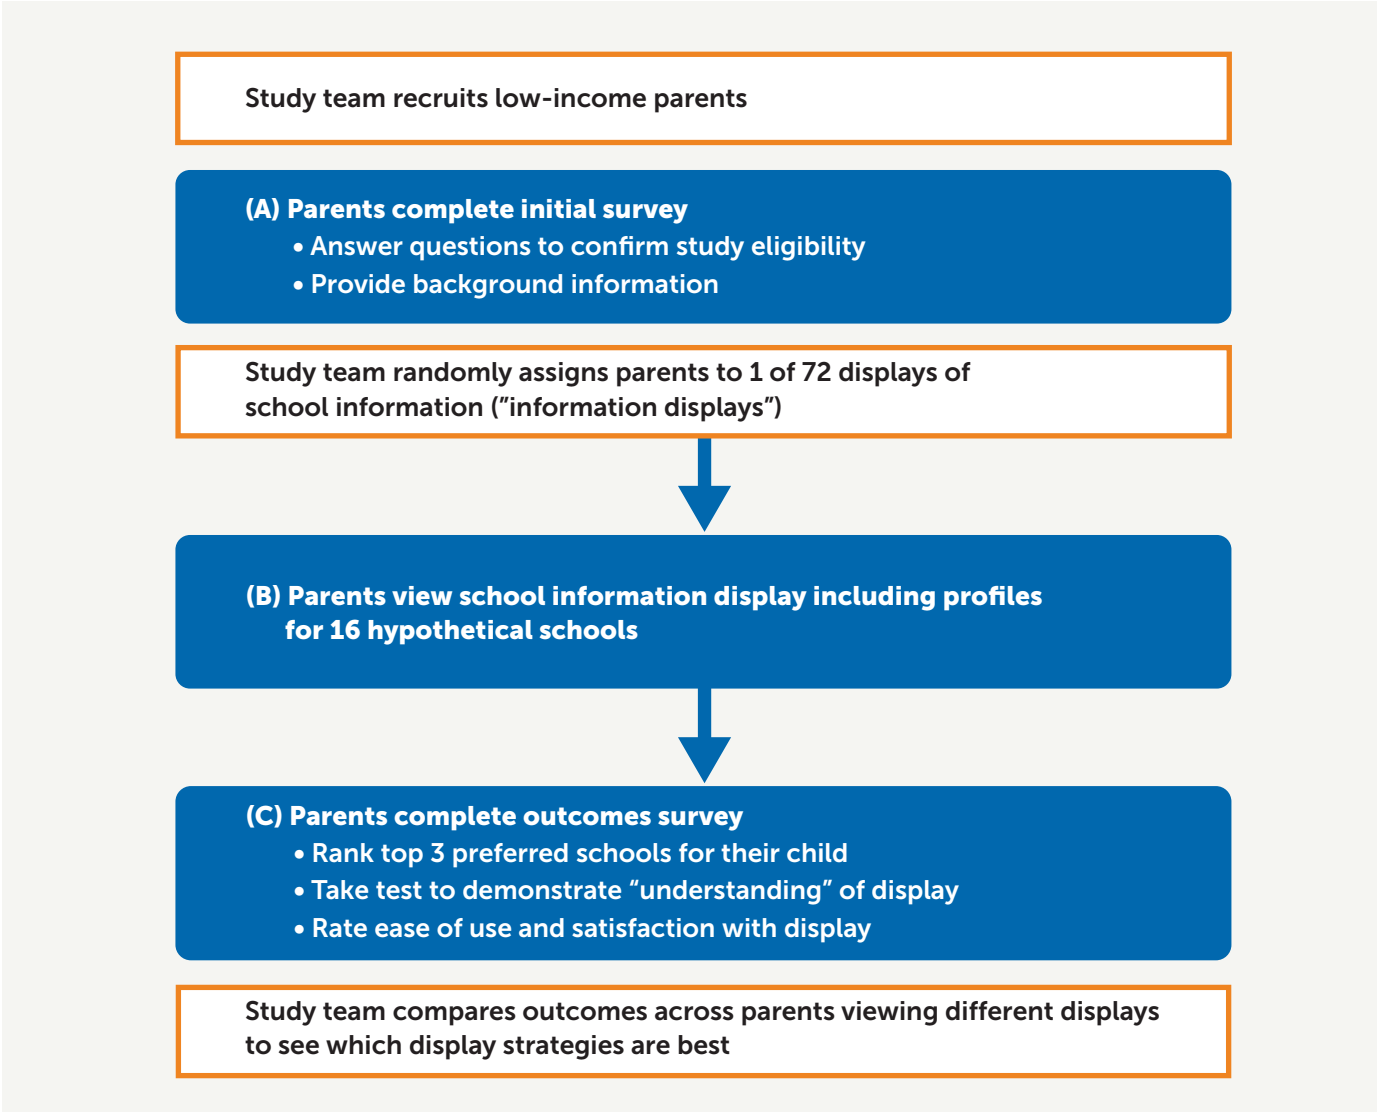 Study team recruits low-income parents
(A) Parents complete initial survey
• Answer questions to confirm study eligibility
• Provide background information
Study team randomly assigns parents to 1 of 72 displays of
school information (”information displays”)
(B) Parents view school information display including profiles
for 16 hypothetical schools
(C) Parents complete outcomes survey
• Rank top 3 preferred schools for their child
• Take test to demonstrate “understanding” of display
• Rate ease of use and satisfaction with display
Study team compares outcomes across parents viewing different displays
to see which display strategies are best